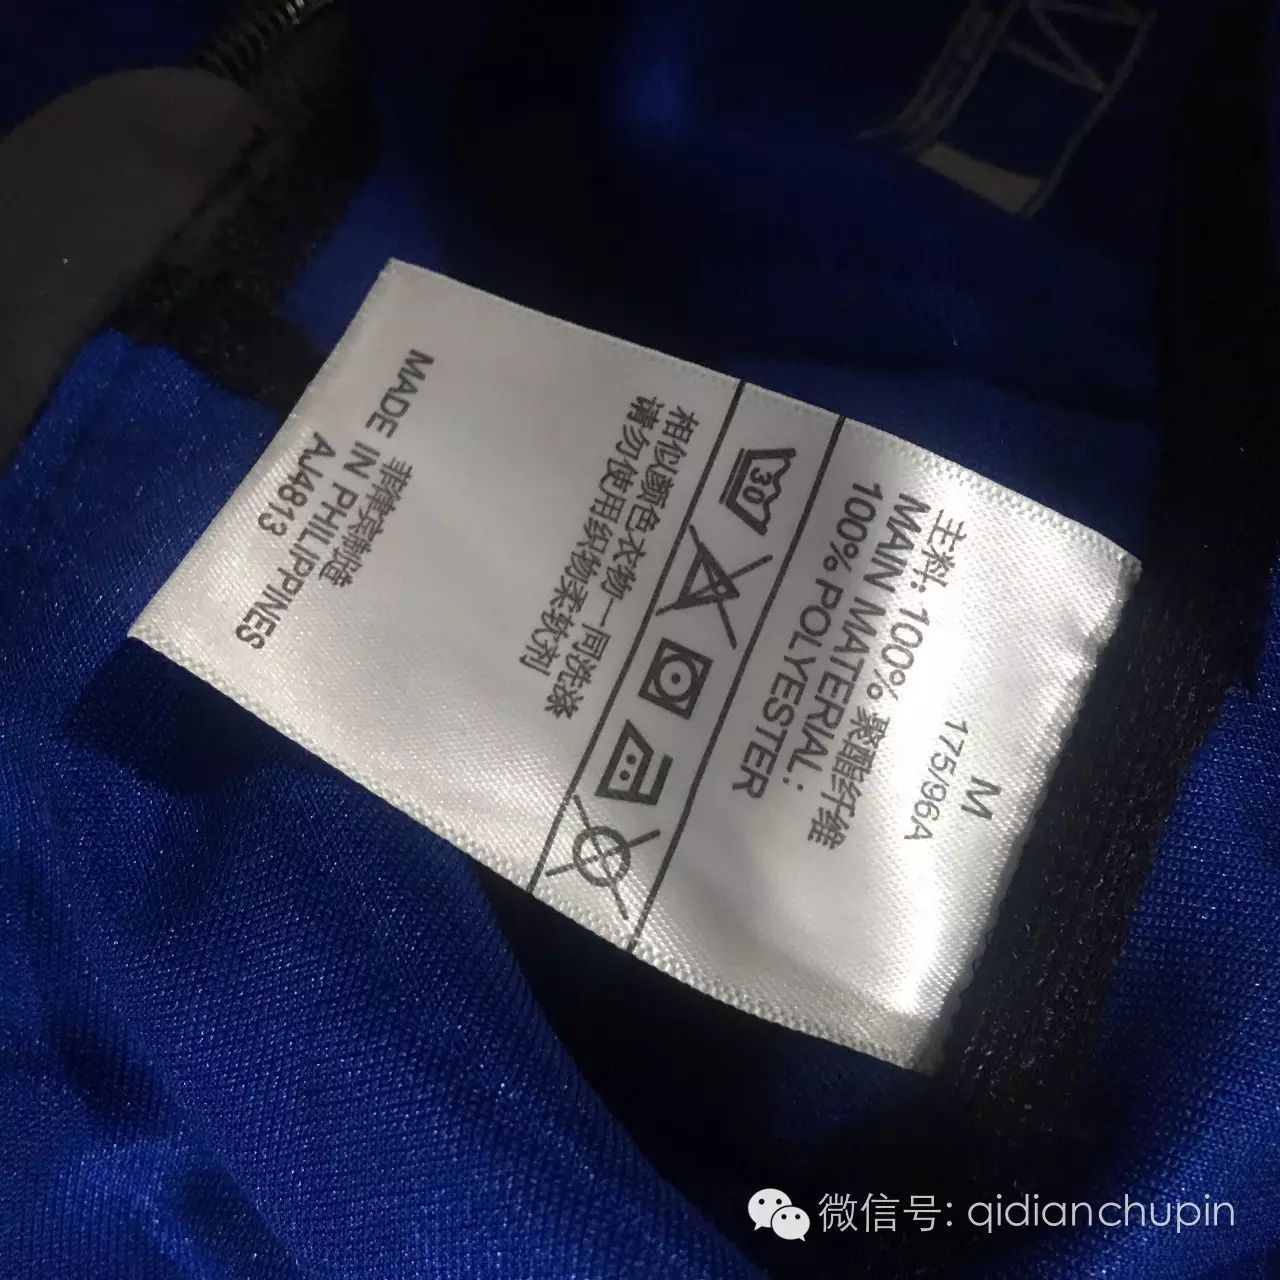 M
175/96A
主料: 100% 聚酯纤维
MAIN MATERIAL:
100% POLYESTER
30
相似颜色衣物一同洗涤
请勿使用织物柔软剂
菲律宾制造
MADE IN PHILIPPINES
AJ4813
微信号: qidianchupin